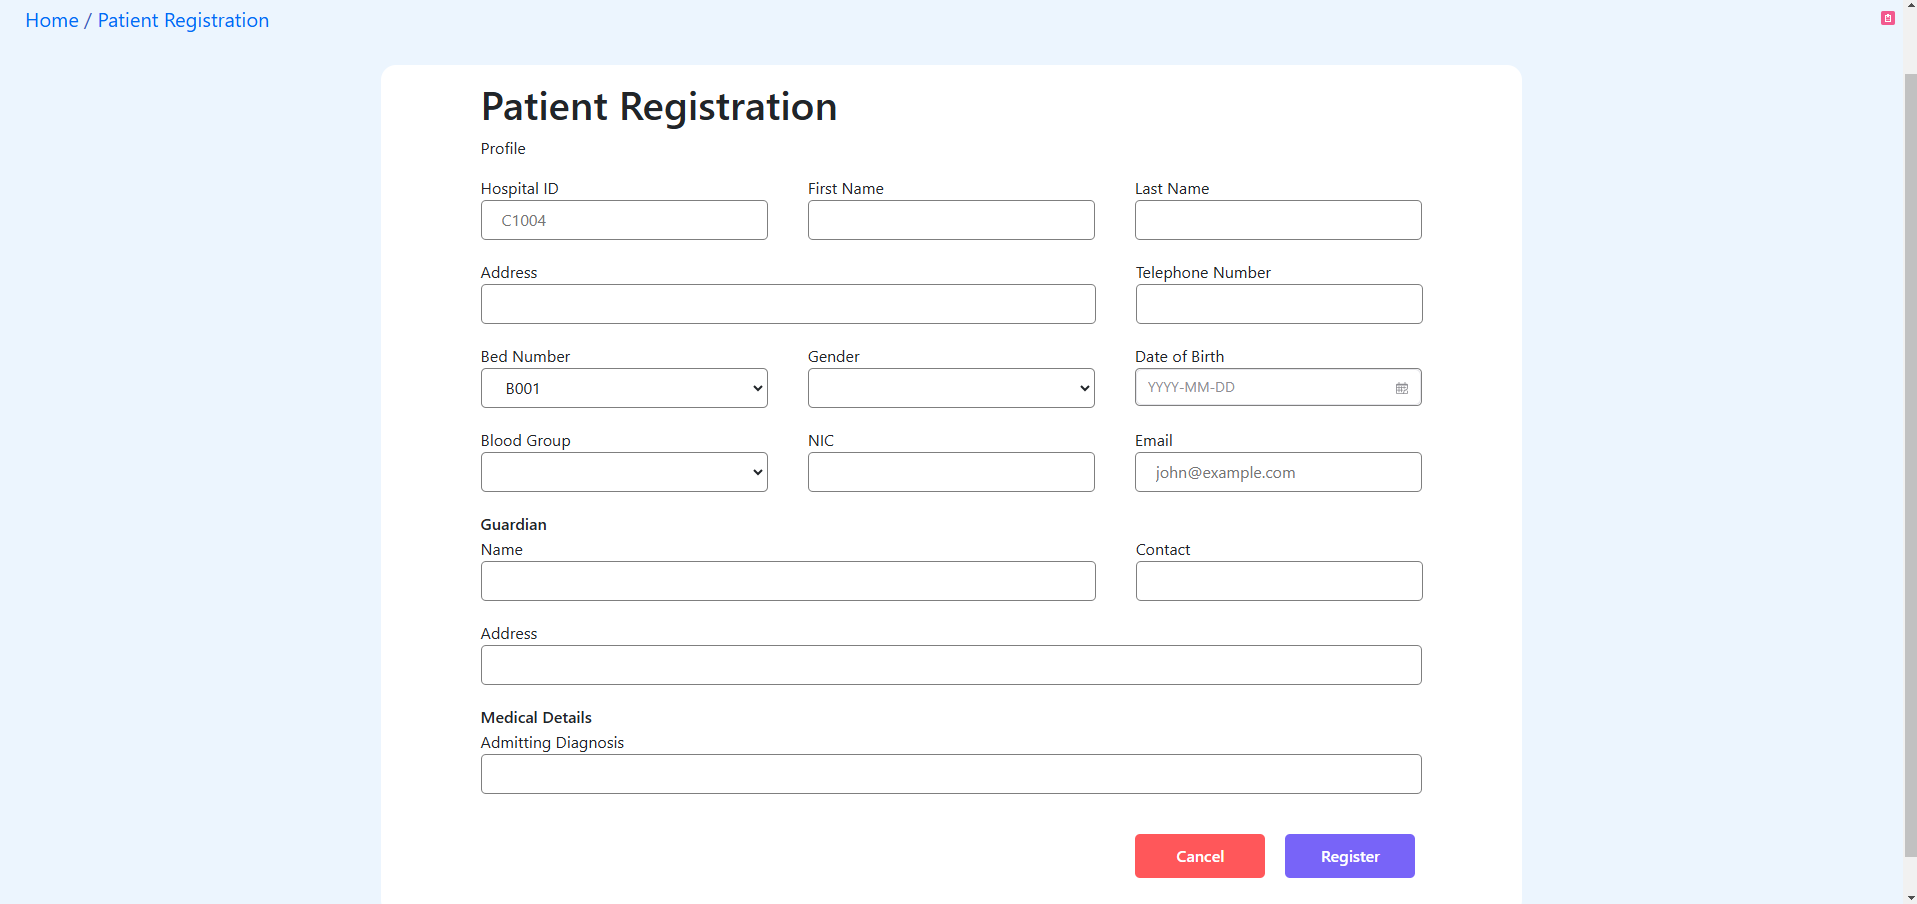 Home / Patient Registration
Patient Registration
Profile
Hospital ID First Name Last Name
C1004
Address Telephone Number
Bed Number Gender Date of Birth
B001 YYYY-MM-DD
Blood Group NIC Email
john@example.com
Guardian
Name Contact
Address
Medical Details
Admitting Diagnosis
Cancel Register